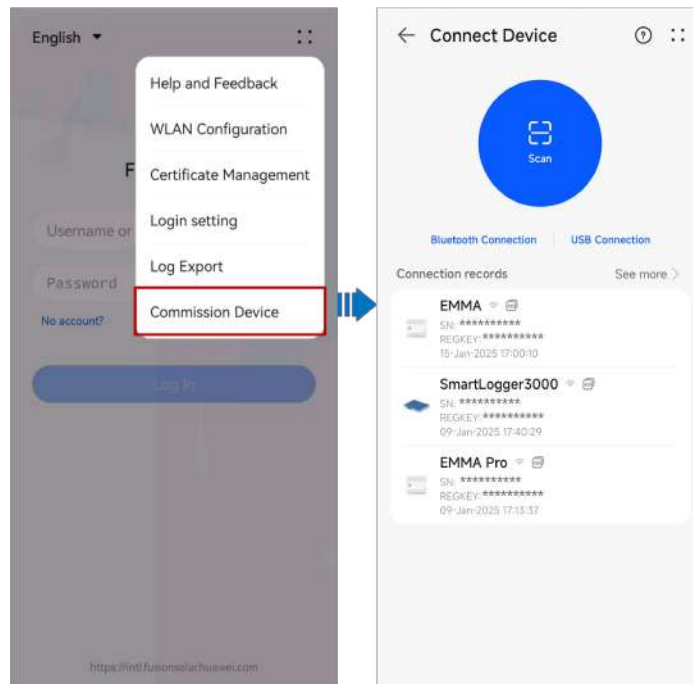 English
Help and Feedback
WLAN Configuration
F
Certificate Management
Username or
Login setting
Password
Log Export
No account?
Commission Device
Log In
https://intl.fusionsolar.huawei.com
Connect Device
Scan
Bluetooth Connection
USB Connection
Connection records
See more
EMMA
SN: **********
REGKEY: **********
15-Jan-2025 17:00:10
SmartLogger3000
SN: **********
REGKEY: **********
09-Jan-2025 17:40:29
EMMA Pro
SN: **********
REGKEY: **********
09-Jan-2025 17:13:37